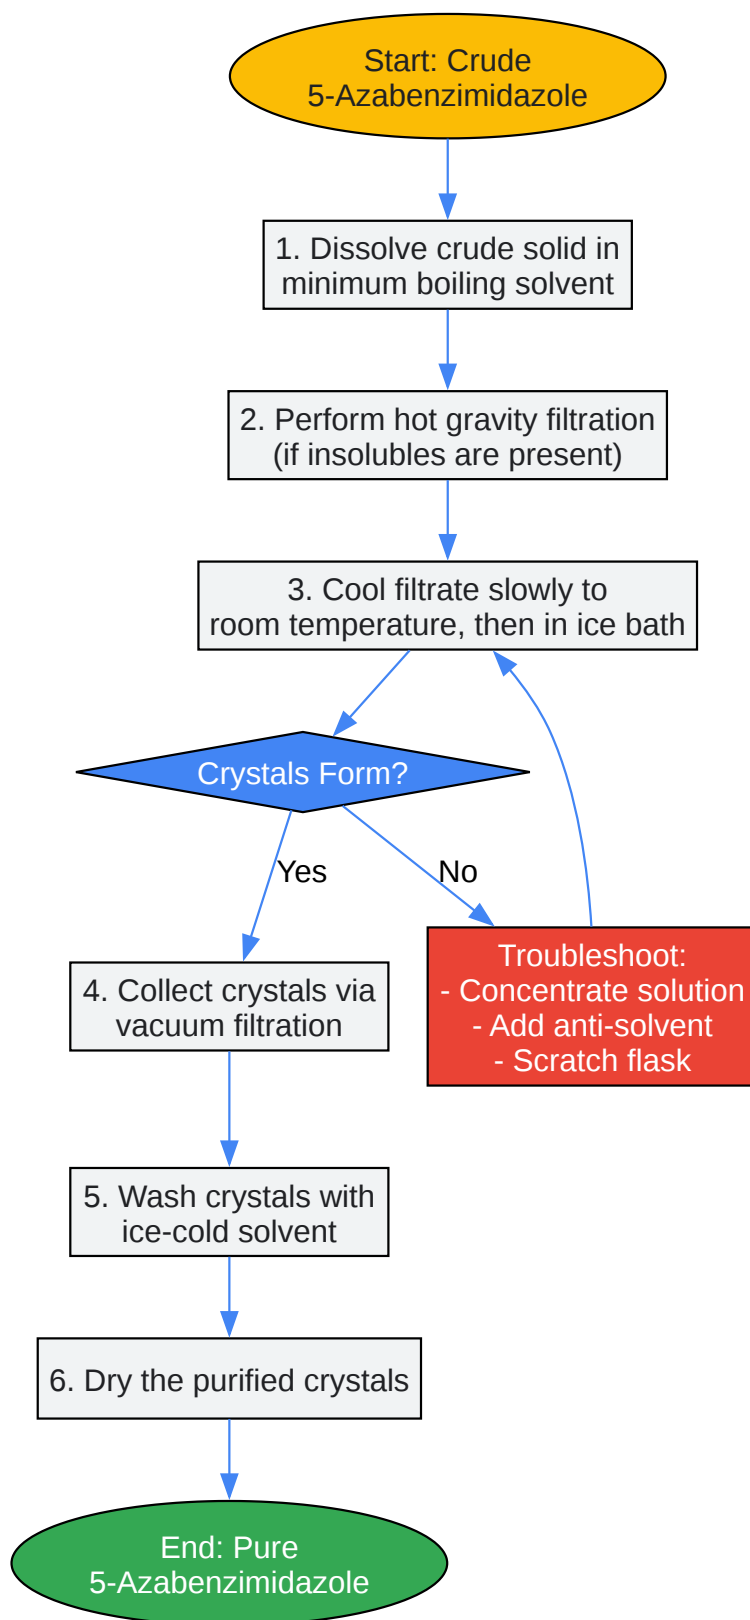 Start: Crude
5-Azabenzimidazole
1. Dissolve crude solid in
minimum boiling solvent
2. Perform hot gravity filtration
(if insolubles are present)
3. Cool filtrate slowly to
room temperature, then in ice bath
Crystals Form?
Yes
No
Troubleshoot:
- Concentrate solution
- Add anti-solvent
- Scratch flask
4. Collect crystals via
vacuum filtration
5. Wash crystals with
ice-cold solvent
6. Dry the purified crystals
End: Pure
5-Azabenzimidazole